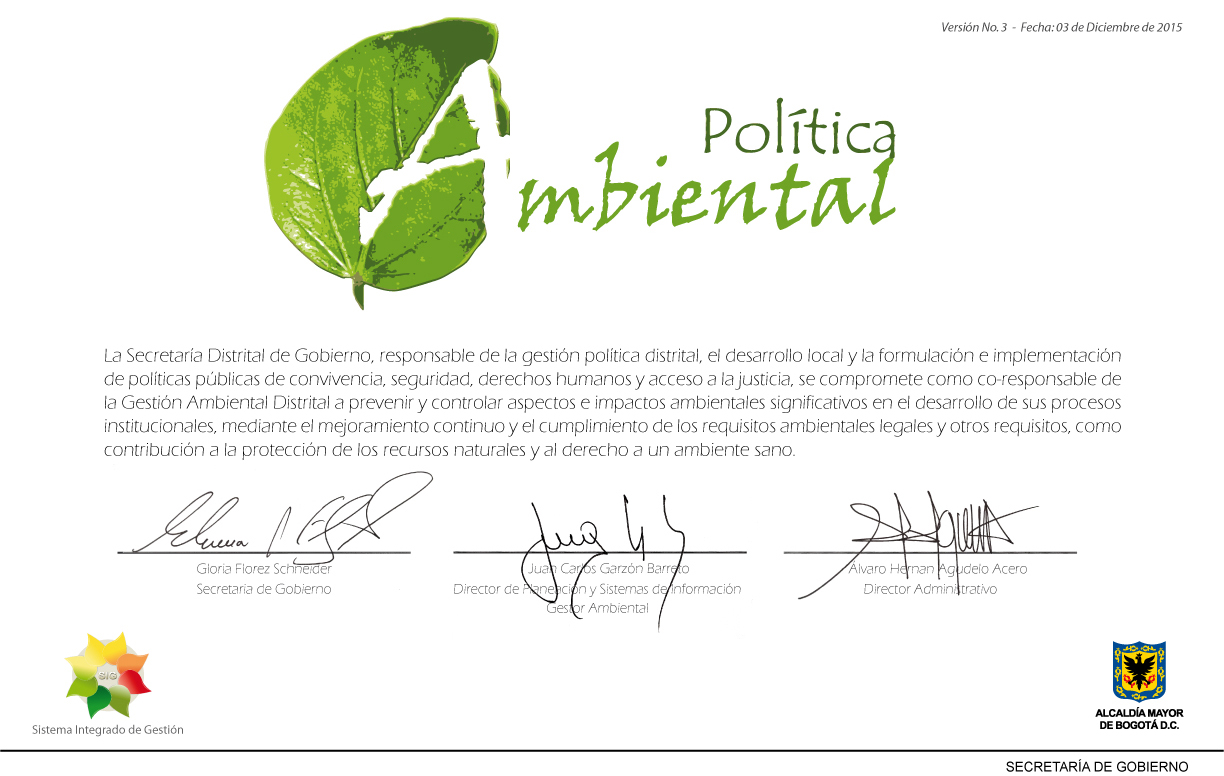 Versión No. 3 - Fecha: 03 de Diciembre de 2015
Política
Ambiental
La Secretaría Distrital de Gobierno, responsable de la gestión política distrital, el desarrollo local y la formulación e implementación
de políticas públicas de convivencia, seguridad, derechos humanos y acceso a la justicia, se compromete como co-responsable de
la Gestión Ambiental Distrital a prevenir y controlar aspectos e impactos ambientales significativos en el desarrollo de sus procesos
institucionales, mediante el mejoramiento continuo y el cumplimiento de los requisitos ambientales legales y otros requisitos, como
contribución a la protección de los recursos naturales y al derecho a un ambiente sano.
Gloria Florez Schneider
Secretaria de Gobierno
Juan Carlos Garzón Barreto
Director de Planeación y Sistemas de Información
Gestor Ambiental
Álvaro Hernan Agudelo Acero
Director Administrativo
SIG
Sistema Integrado de Gestión
ALCALDÍA MAYOR
DE BOGOTÁ D.C.
SECRETARÍA DE GOBIERNO